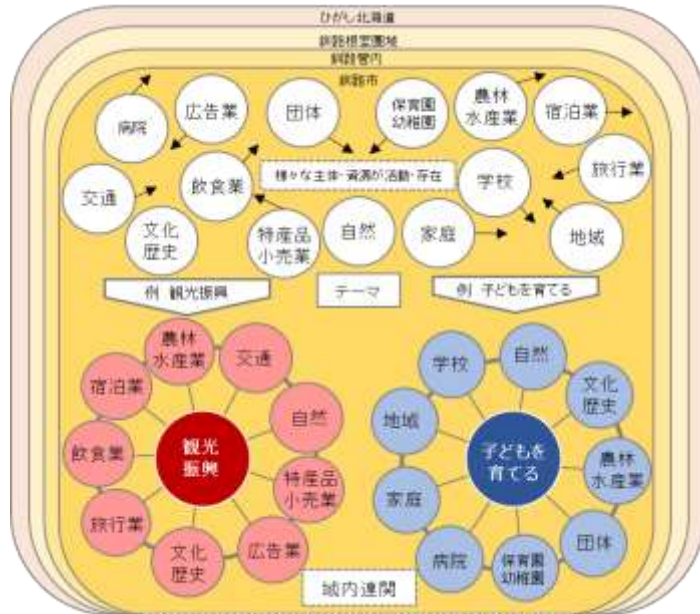 ひがし北海道
釧路根室圏域
釧路管内
釧路市
病院
広告業
団体
保育園
幼稚園
農林
水産業
宿泊業
交通
飲食業
様々な主体・資源が活動・存在
学校
旅行業
文化
歴史
特産品
小売業
自然
家庭
地域
例 観光振興
テーマ
例 子どもを育てる
農林
水産業
交通
宿泊業
自然
飲食業
観光
振興
特産品
小売業
旅行業
文化
歴史
広告業
学校
自然
地域
文化
歴史
子どもを
育てる
家庭
農林
水産業
病院
保育園
幼稚園
団体
域内連関